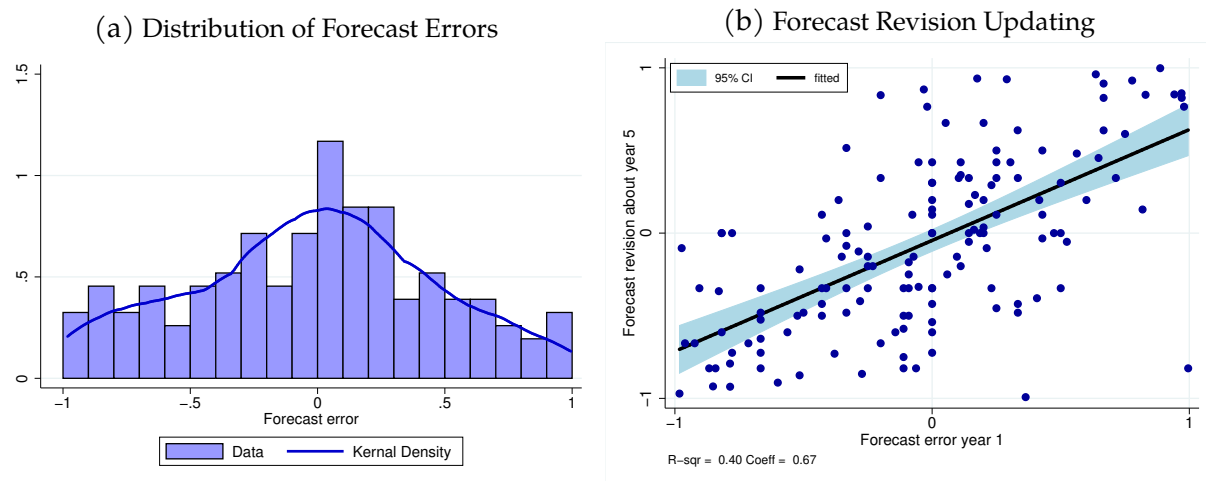 (a) Distribution of Forecast Errors
1.5
1
.5
0
−1
−.5
0
.5
1
Forecast error
Data
Kernal Density
(b) Forecast Revision Updating
95% CI
fitted
Forecast revision about year 5
1
0
−1
−1
0
1
Forecast error year 1
R−sqr = 0.40 Coeff = 0.67